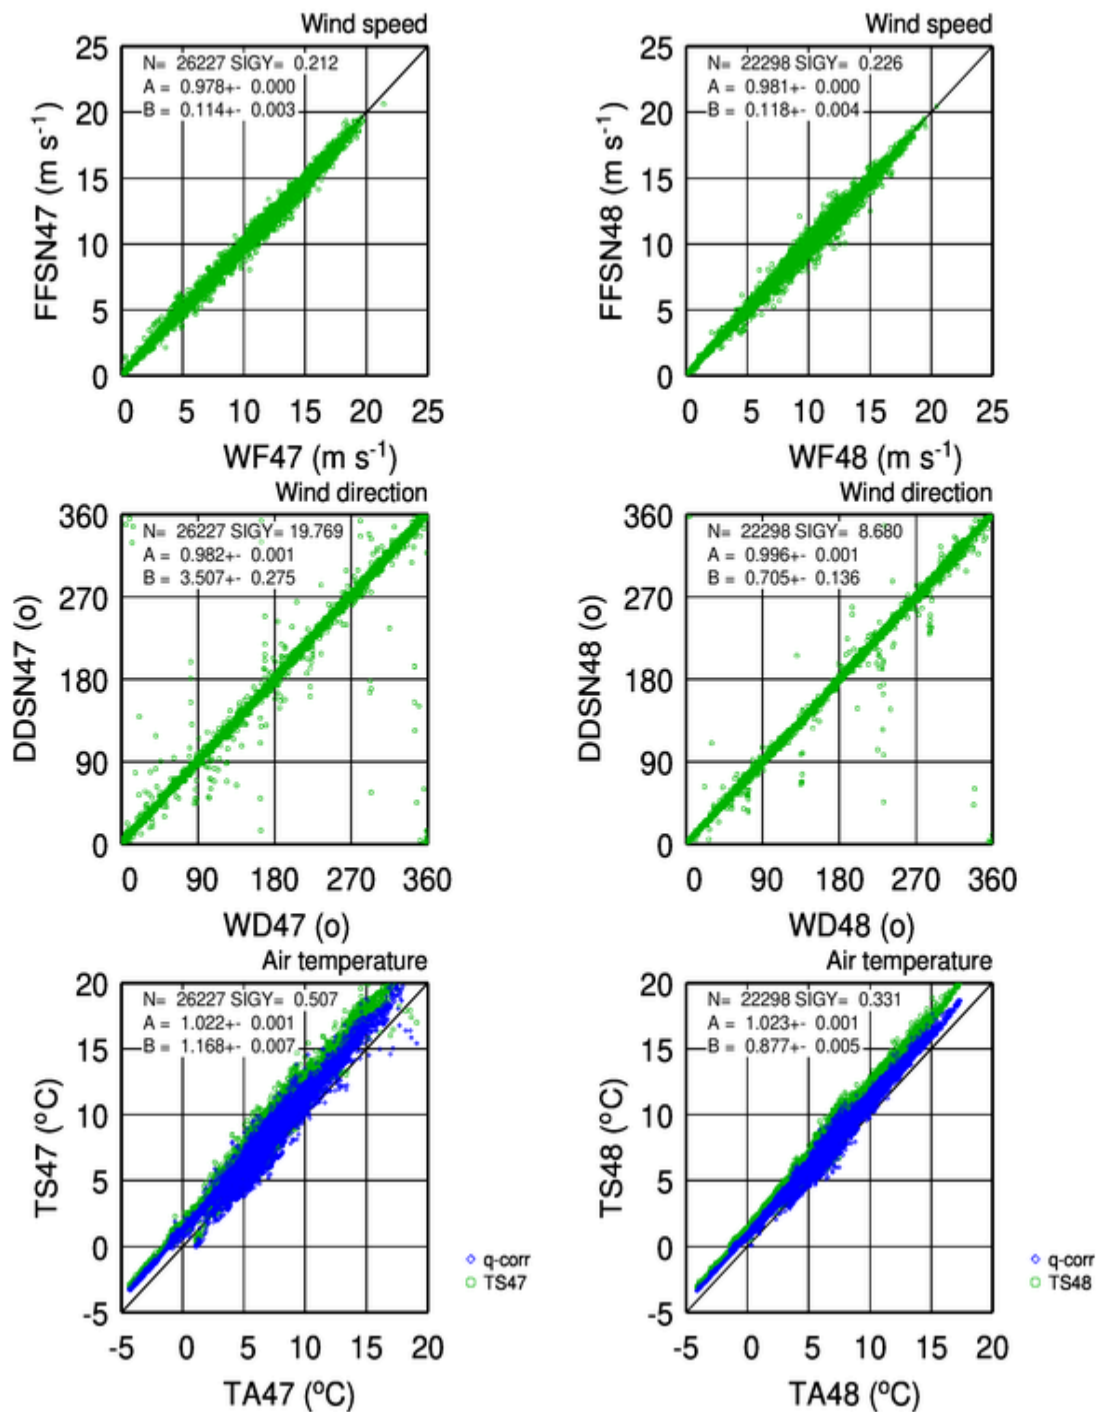 Wind speed
25
N= 26227 SIGY= 0.212
A = 0.978+- 0.000
B = 0.114+- 0.003
20
15
10
5
0
FFSN47 (m s⁻¹)
0 5 10 15 20 25
WF47 (m s⁻¹)
Wind speed
25
N= 22298 SIGY= 0.226
A = 0.981+- 0.000
B = 0.118+- 0.004
20
15
10
5
0
FFSN48 (m s⁻¹)
0 5 10 15 20 25
WF48 (m s⁻¹)
Wind direction
360
N= 26227 SIGY= 19.769
A = 0.982+- 0.001
B = 3.507+- 0.275
270
180
90
0
DDSN47 (o)
0 90 180 270 360
WD47 (o)
Wind direction
360
N= 22298 SIGY= 8.680
A = 0.996+- 0.001
B = 0.705+- 0.136
270
180
90
0
DDSN48 (o)
0 90 180 270 360
WD48 (o)
Air temperature
20
N= 26227 SIGY= 0.507
A = 1.022+- 0.001
B = 1.168+- 0.007
15
10
5
0
-5
TS47 (ºC)
-5 0 5 10 15 20
TA47 (ºC)
q-corr
TS47
Air temperature
20
N= 22298 SIGY= 0.331
A = 1.023+- 0.001
B = 0.877+- 0.005
15
10
5
0
-5
TS48 (ºC)
-5 0 5 10 15 20
TA48 (ºC)
q-corr
TS48